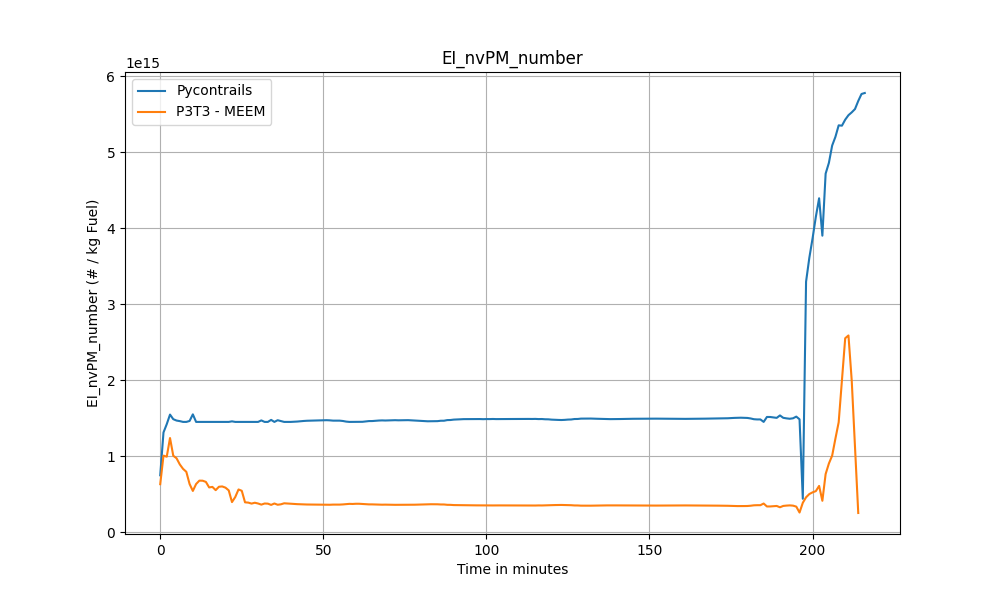 EI_nvPM_number
1e15
Pycontrails
P3T3 - MEEM
6
5
4
3
2
1
0
EI_nvPM_number (# / kg Fuel)
0 50 100 150 200
Time in minutes